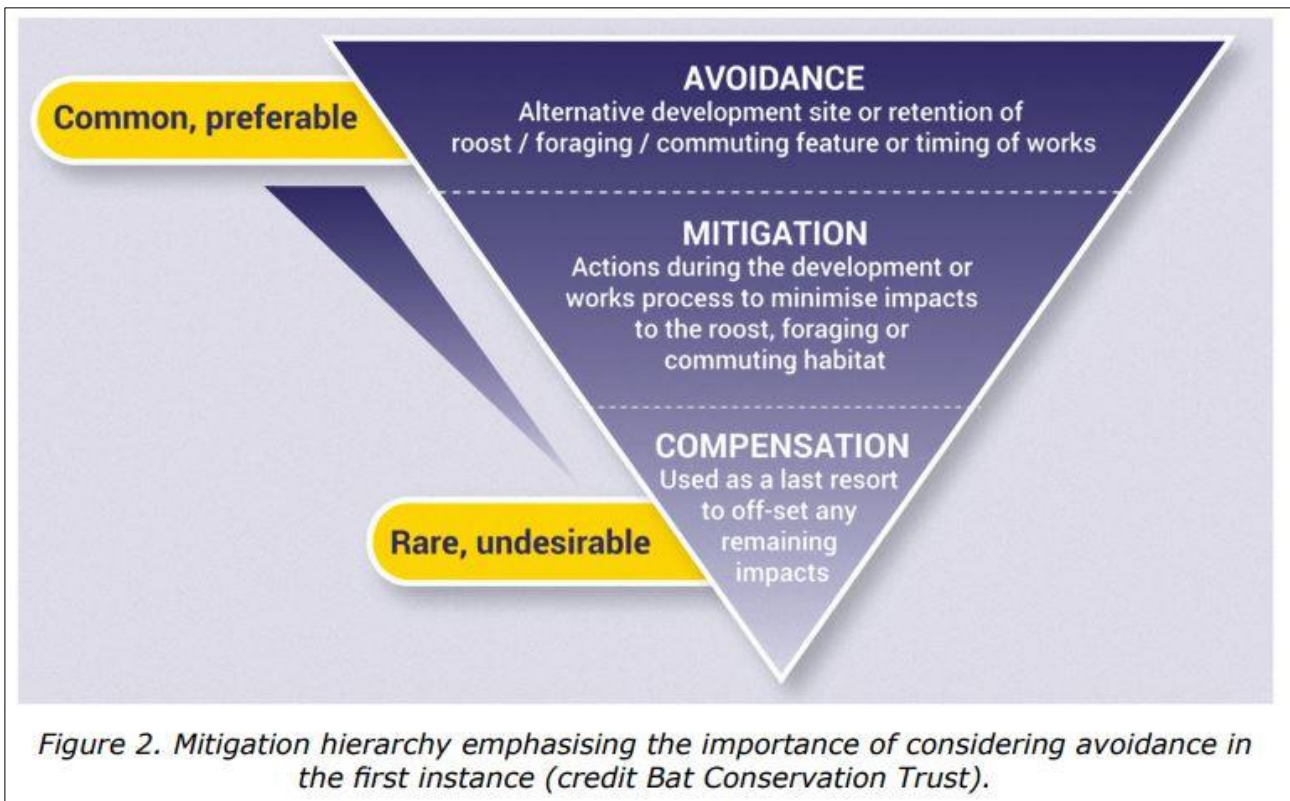 Common, preferable
AVOIDANCE
Alternative development site or retention of
roost / foraging / commuting feature or timing of works
MITIGATION
Actions during the development or
works process to minimise impacts
to the roost, foraging or
commuting habitat
COMPENSATION
Used as a last resort
to off-set any
remaining
impacts
Rare, undesirable
Figure 2. Mitigation hierarchy emphasising the importance of considering avoidance in
the first instance (credit Bat Conservation Trust).